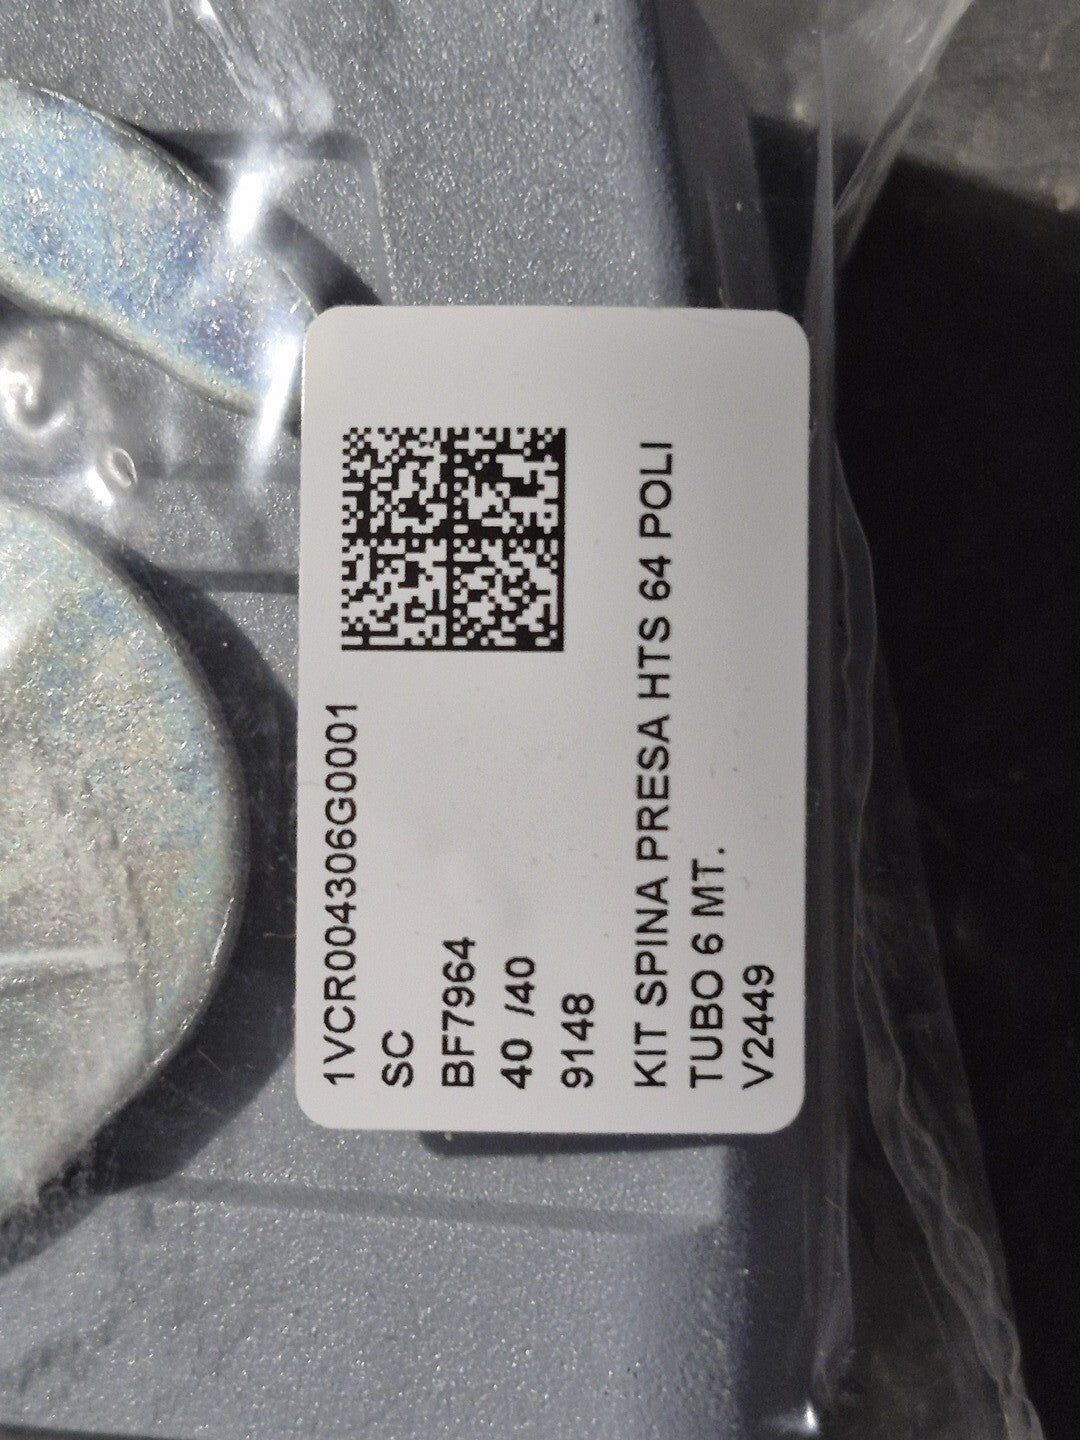 1VCR004306G0001
SC
BF7964
40 /40
9148
KIT SPINA PRESA HTS 64 POLI
TUBO 6 MT.
V2449